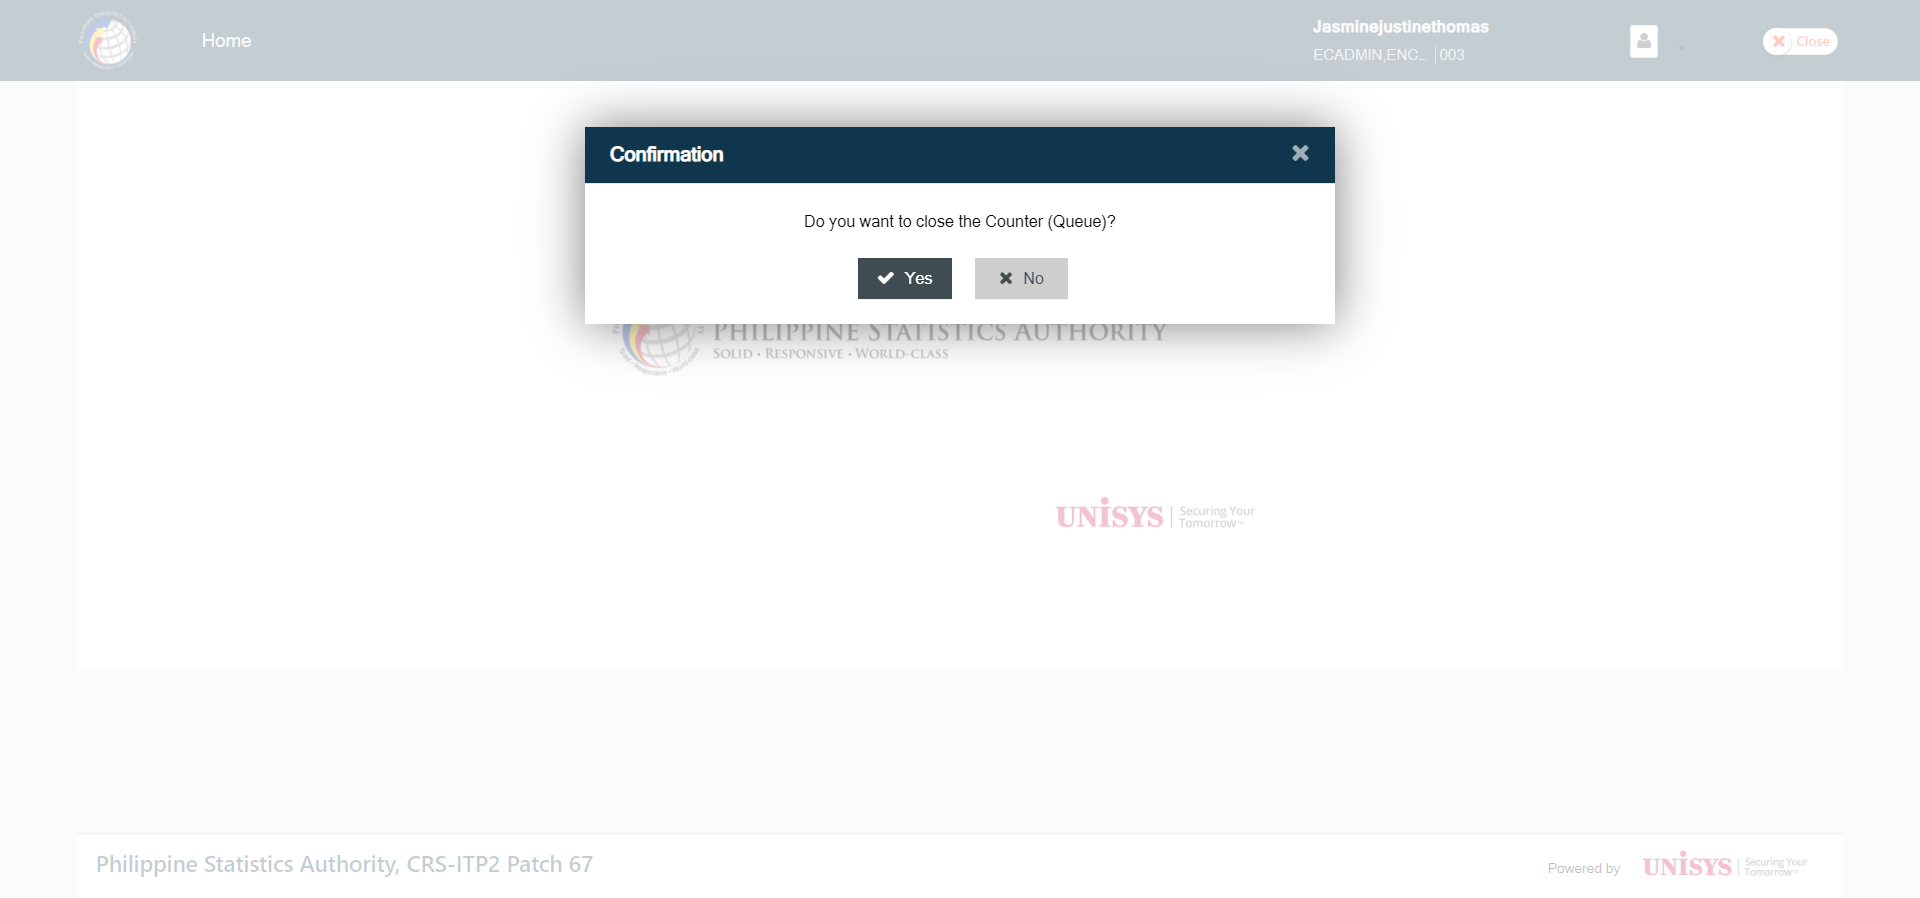 Home
Jasminejustinethomas
ECADMIN,ENC... 003
Close
Confirmation
Do you want to close the Counter (Queue)?
Yes
No
PHILIPPINE STATISTICS AUTHORITY
SOLID • RESPONSIVE • WORLD-CLASS
UNISYS Securing Your
Tomorrow™
Philippine Statistics Authority, CRS-ITP2 Patch 67
Powered by
UNISYS Securing Your
Tomorrow™